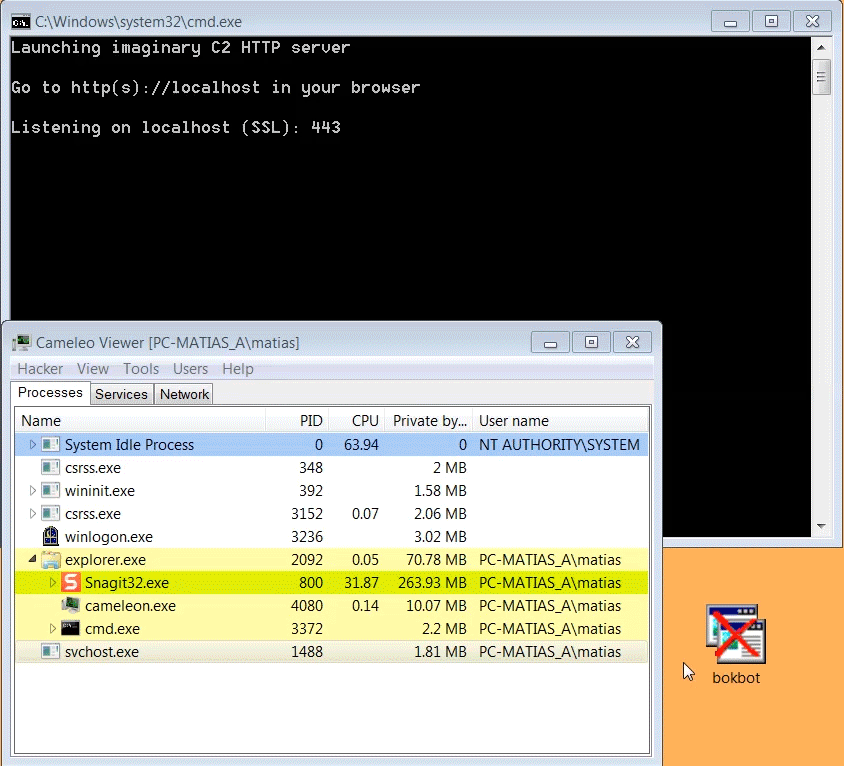 C:\Windows\system32\cmd.exe
Launching imaginary C2 HTTP server
Go to http(s)://localhost in your browser
Listening on localhost (SSL): 443
Cameleo Viewer [PC-MATIAS_A\matias]
Hacker View Tools Users Help
Processes Services Network
Name PID CPU Private by... User name
System Idle Process 0 63.94 0 NT AUTHORITY\SYSTEM
csrss.exe 348 2 MB
wininit.exe 392 1.58 MB
csrss.exe 3152 0.07 2.06 MB
winlogon.exe 3236 3.02 MB
explorer.exe 2092 0.05 70.78 MB PC-MATIAS_A\matias
Snagit32.exe 800 31.87 263.93 MB PC-MATIAS_A\matias
cameleon.exe 4080 0.14 10.07 MB PC-MATIAS_A\matias
cmd.exe 3372 2.2 MB PC-MATIAS_A\matias
svchost.exe 1488 1.81 MB PC-MATIAS_A\matias
bokbot